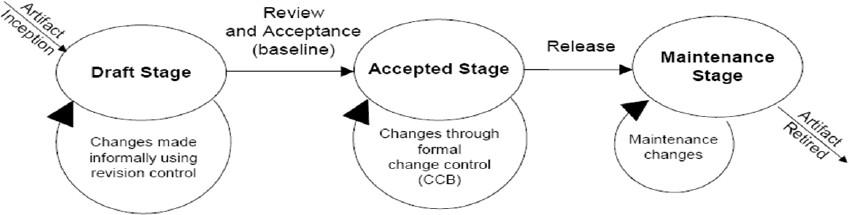 Artifact
Inception
Draft Stage
Changes made
informally using
revision control
Review
and Acceptance
(baseline)
Accepted Stage
Changes through
formal
change control
(CCB)
Release
Maintenance
Stage
Maintenance
changes
Artifact
Retired